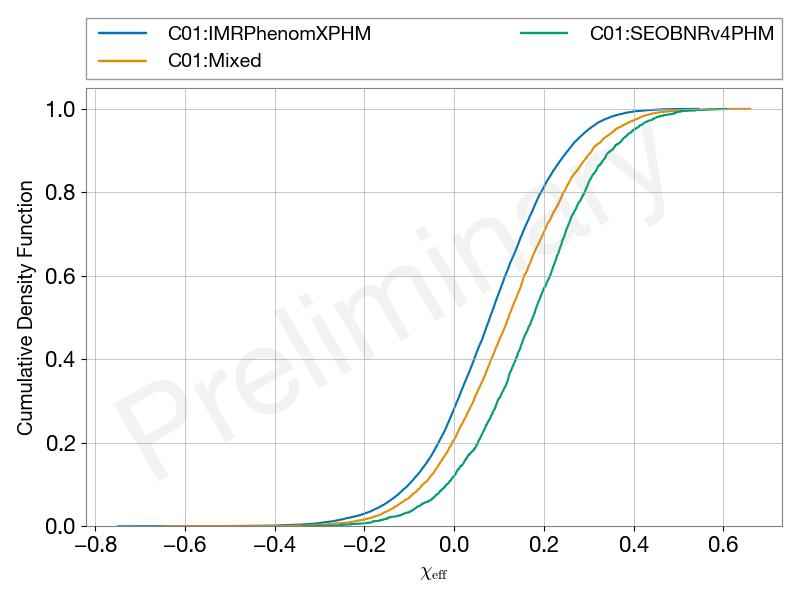 C01:IMRPhenomXPHM
C01:Mixed
C01:SEOBNRv4PHM
Cumulative Density Function
1.0
0.8
0.6
0.4
0.2
0.0
Preliminary
−0.8 −0.6 −0.4 −0.2 0.0 0.2 0.4 0.6
χeff